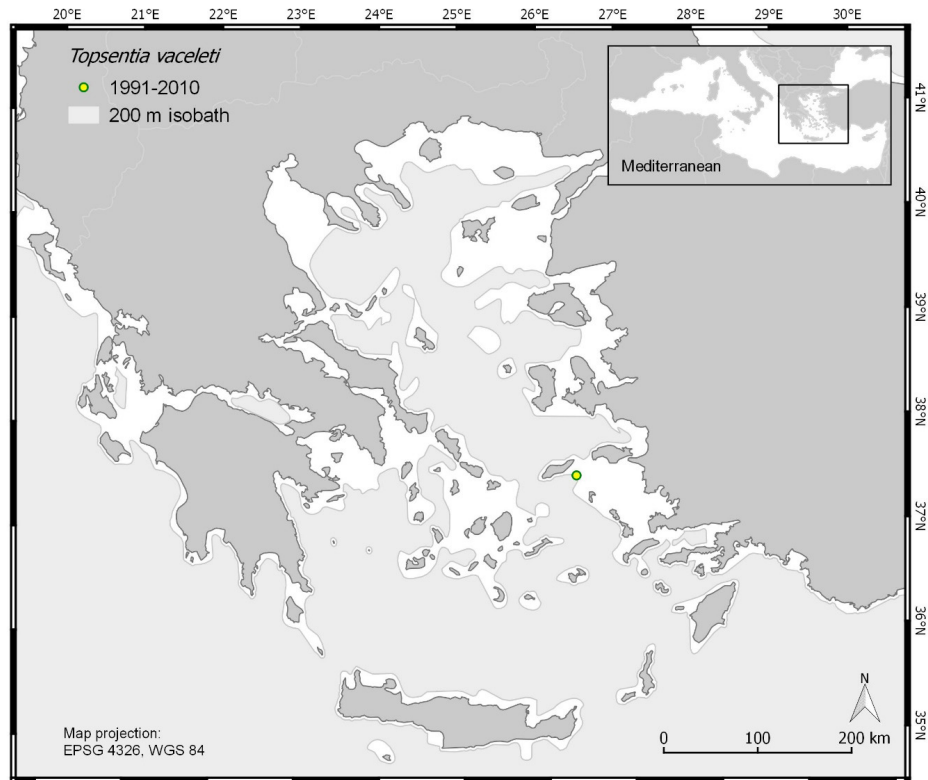 20°E 21°E 22°E 23°E 24°E 25°E 26°E 27°E 28°E 29°E 30°E
Topsentia vaceleti
1991-2010
200 m isobath
Mediterranean
41°N
40°N
39°N
38°N
37°N
36°N
35°N
N
0 100 200 km
Map projection:
EPSG 4326, WGS 84